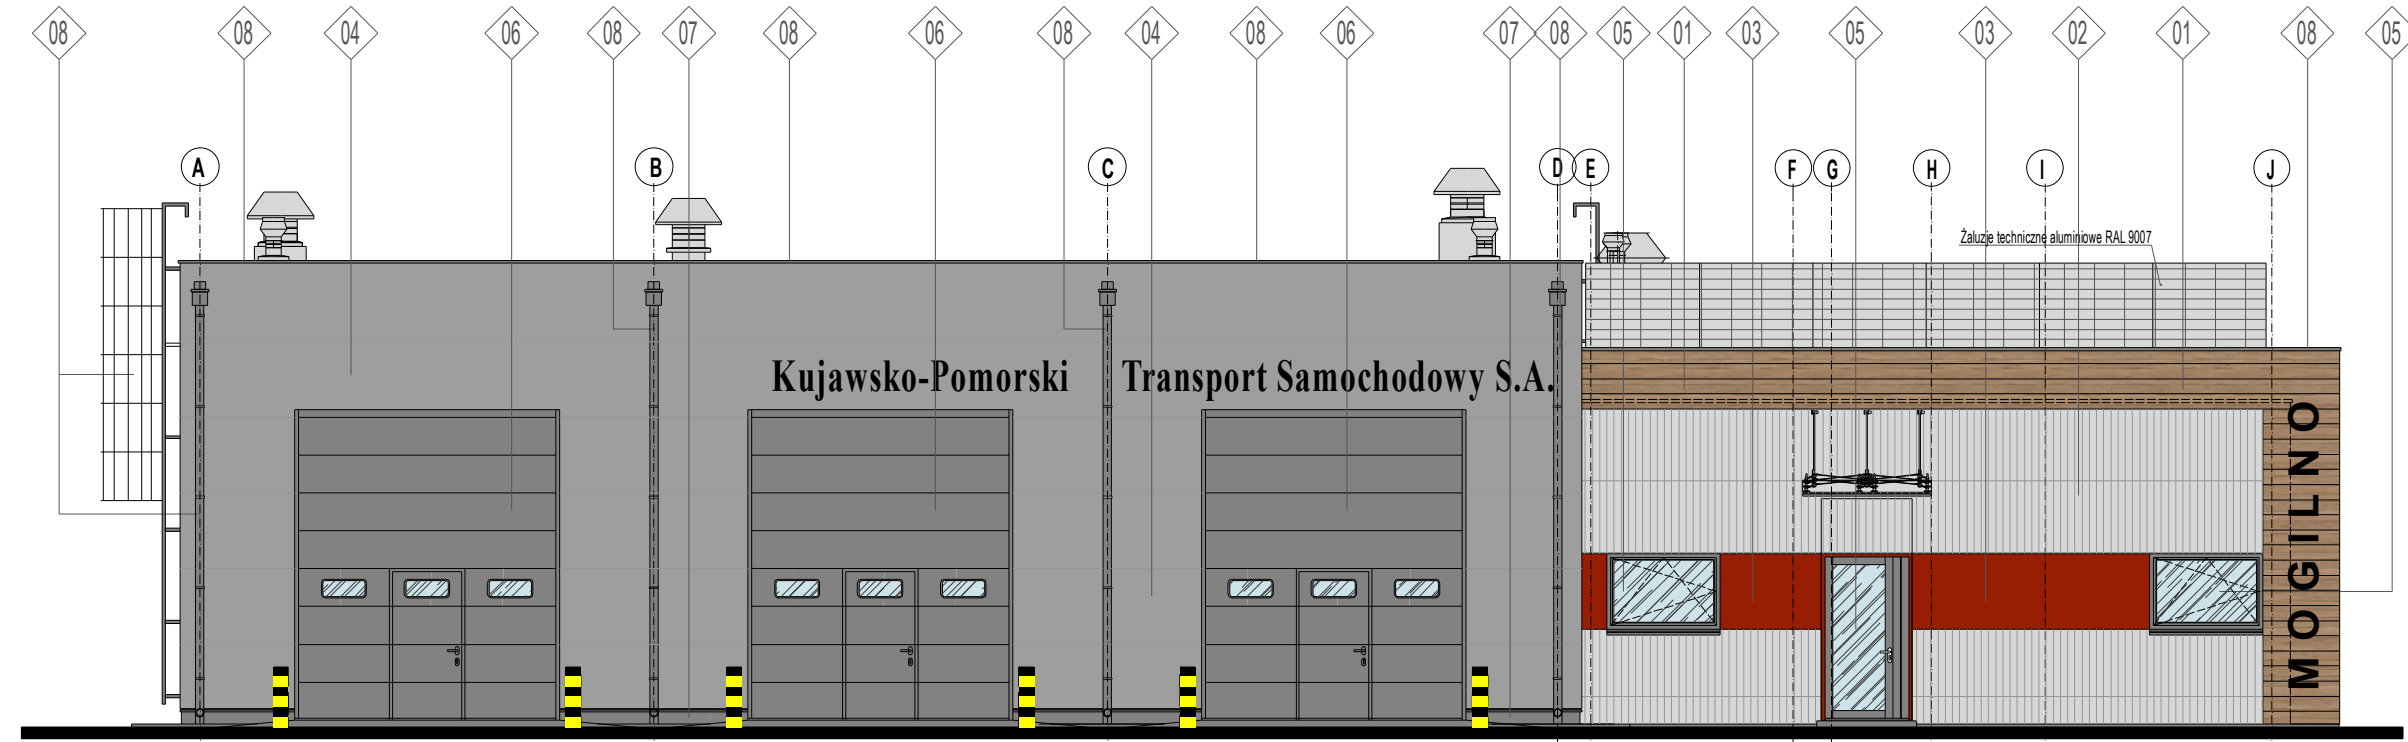 08 08 04 06 08 07 08 06 08 04 08 06 07 08 05 01 03 05 03 02 01 08 05
A B C D E F G H I J
Żaluzje techniczne aluminiowe RAL 9007
Kujawsko-Pomorski Transport Samochodowy S.A.
MOGILNO